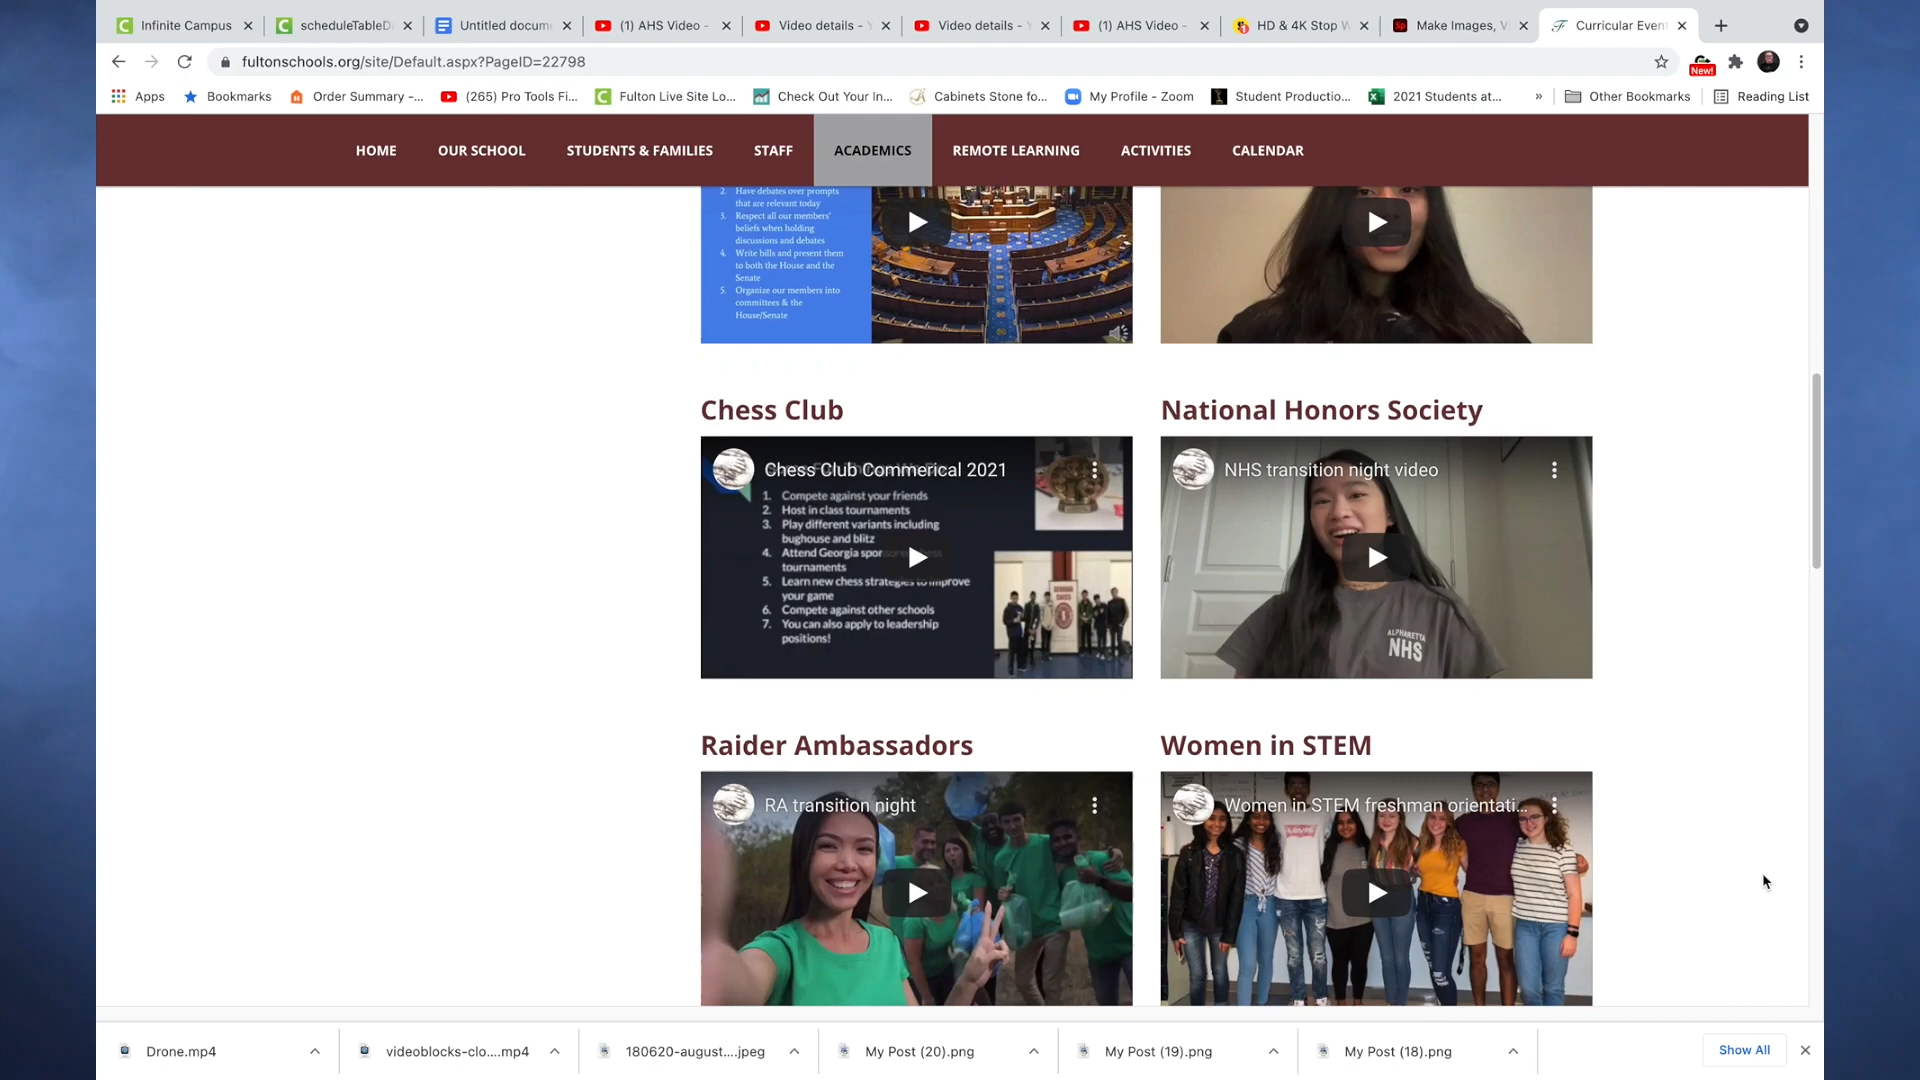 Infinite Campus
scheduleTableD
Untitled docum
(1) AHS Video -
Video details - Y
Video details - Y
(1) AHS Video -
HD & 4K Stop W
Make Images, Vi
Curricular Even
fultonschools.org/site/Default.aspx?PageID=22798
New!
Apps
Bookmarks
Order Summary -...
(265) Pro Tools Fi...
Fulton Live Site Lo...
Check Out Your In...
Cabinets Stone fo...
My Profile - Zoom
Student Productio...
2021 Students at...
»
Other Bookmarks
Reading List
HOME
OUR SCHOOL
STUDENTS & FAMILIES
STAFF
ACADEMICS
REMOTE LEARNING
ACTIVITIES
CALENDAR
2. Have debates over prompts
that are relevant today
3. Respect all our members'
beliefs when holding
discussions and debates
4. Write bills and present them
to both the House and the
Senate
5. Organize our members into
committees & the
House/Senate
Chess Club
National Honors Society
Chess Club Commerical 2021
1. Compete against your friends
2. Host in class tournaments
3. Play different variants including
bughouse and blitz
4. Attend Georgia sponsored chess
tournaments
5. Learn new chess strategies to improve
your game
6. Compete against other schools
7. You can also apply to leadership
positions!
NHS transition night video
ALPHARETTA
NHS
Raider Ambassadors
Women in STEM
RA transition night
Women in STEM freshman orientati...
Drone.mp4
videoblocks-clo....mp4
180620-august....jpeg
My Post (20).png
My Post (19).png
My Post (18).png
Show All